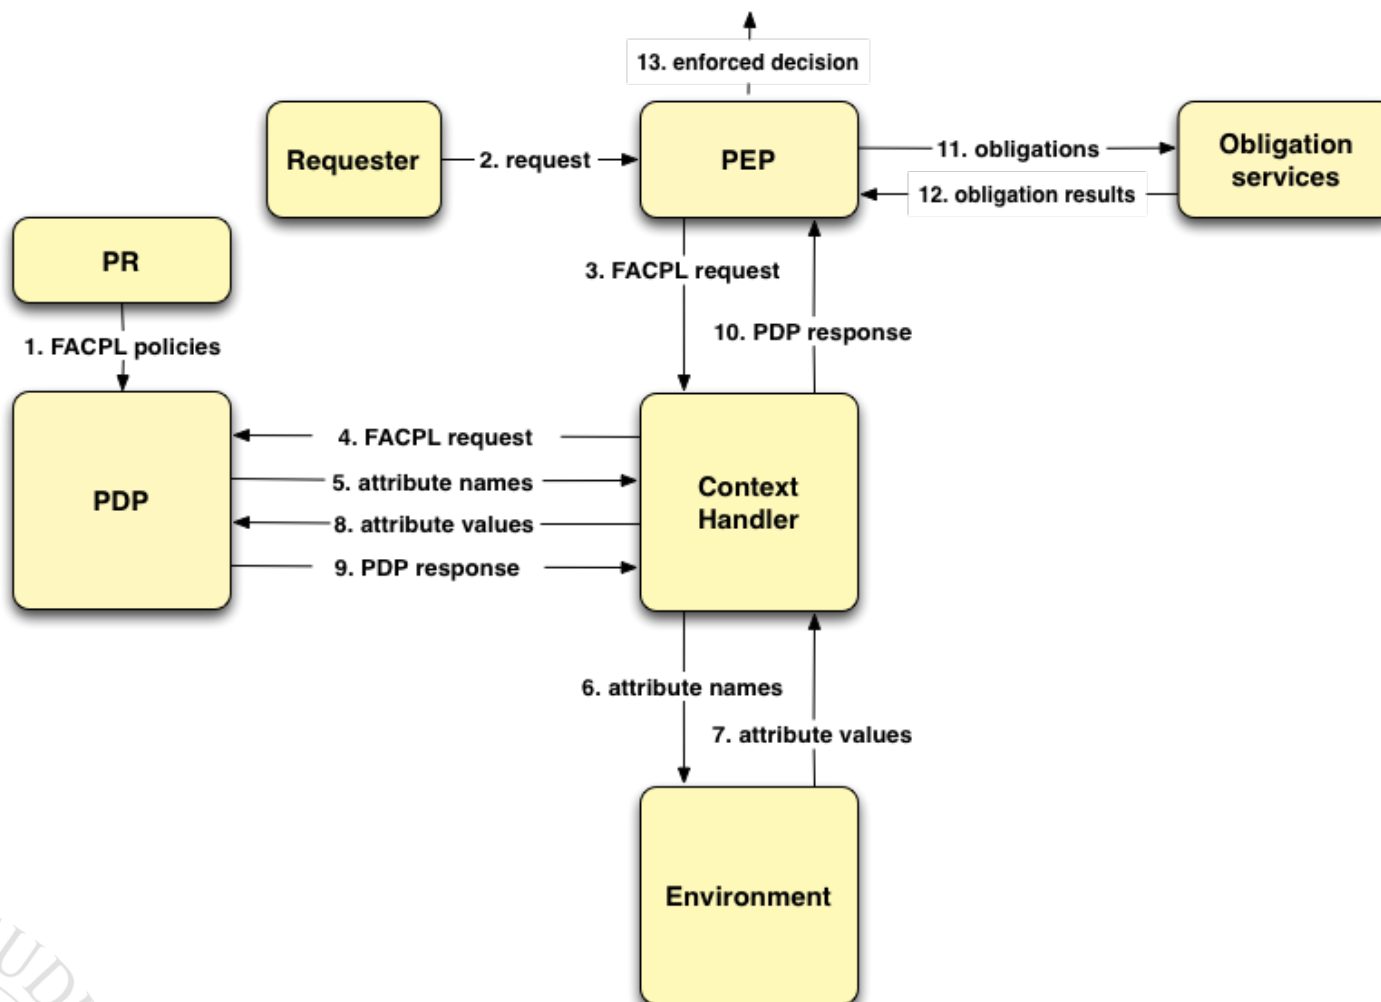 13. enforced decision
Requester
2. request
PEP
11. obligations
12. obligation results
Obligation
services
PR
1. FACPL policies
3. FACPL request
10. PDP response
PDP
4. FACPL request
5. attribute names
8. attribute values
9. PDP response
Context
Handler
6. attribute names
7. attribute values
Environment